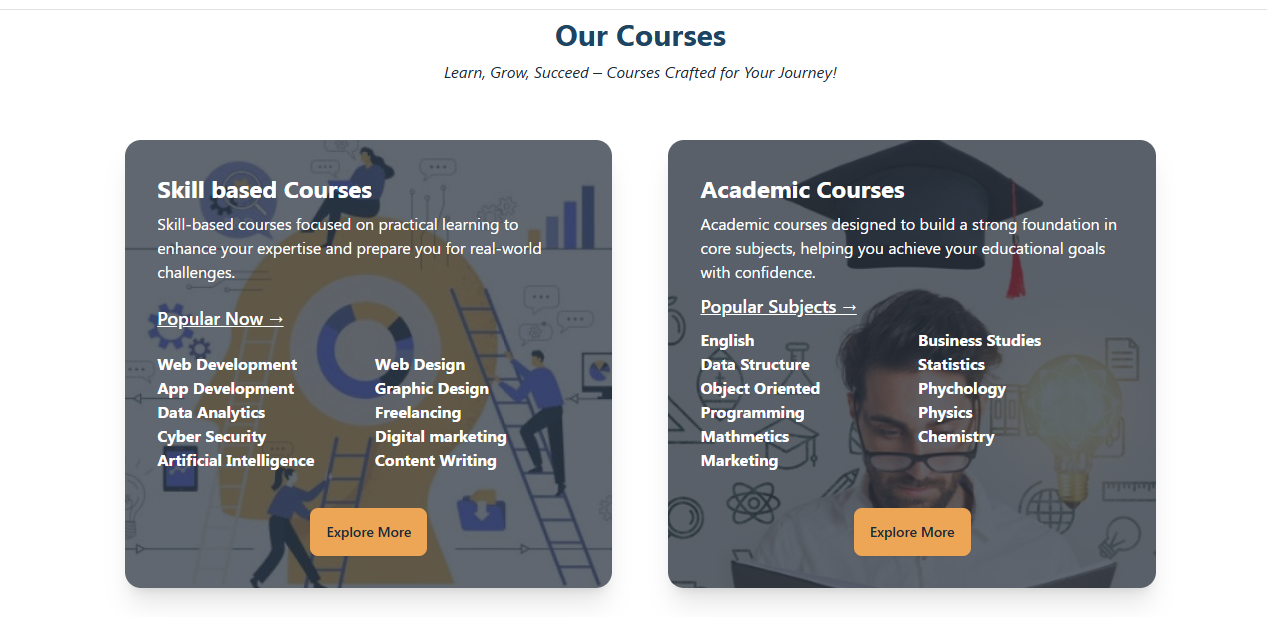 Our Courses
Learn, Grow, Succeed – Courses Crafted for Your Journey!
Skill based Courses
Skill-based courses focused on practical learning to
enhance your expertise and prepare you for real-world
challenges.
Popular Now →
Web Development
App Development
Data Analytics
Cyber Security
Artificial Intelligence
Web Design
Graphic Design
Freelancing
Digital marketing
Content Writing
Explore More
Academic Courses
Academic courses designed to build a strong foundation in
core subjects, helping you achieve your educational goals
with confidence.
Popular Subjects →
English
Data Structure
Object Oriented
Programming
Mathmetics
Marketing
Business Studies
Statistics
Phychology
Physics
Chemistry
Explore More